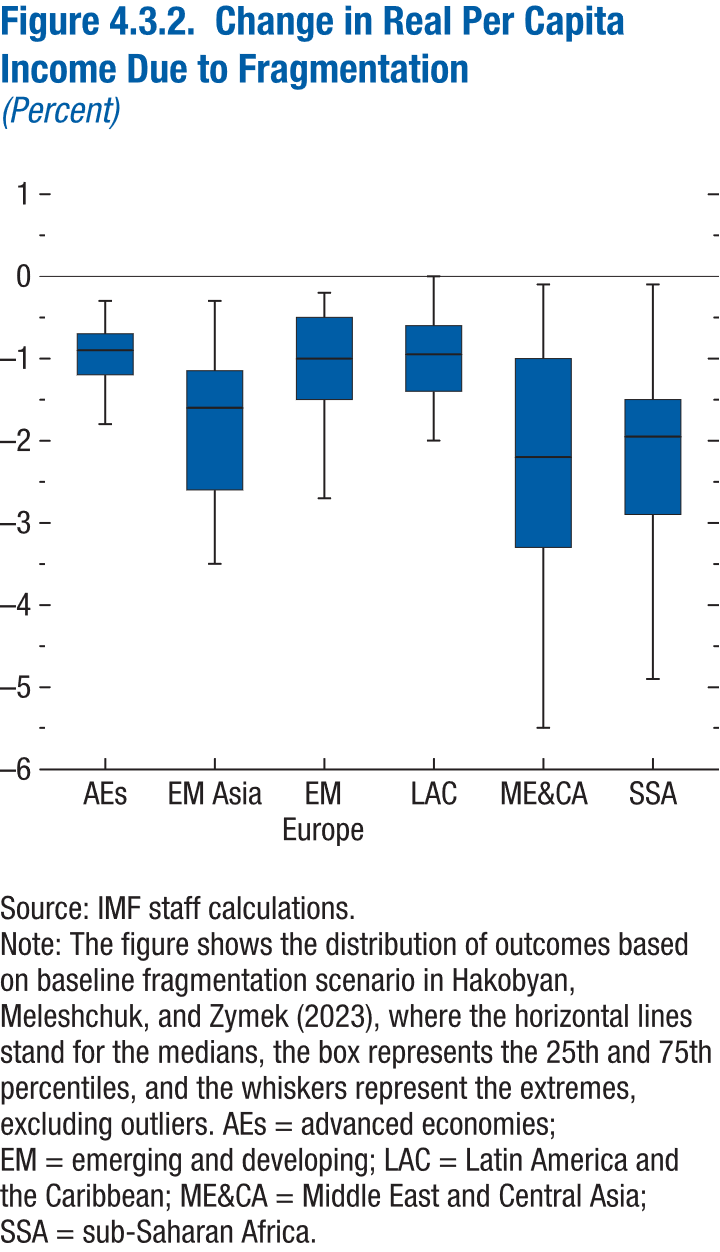 Figure 4.3.2.  Change in Real Per Capita
Income Due to Fragmentation
(Percent)
1
0
–1
–2
–3
–4
–5
–6
AEs
EM Asia
EM
Europe
LAC
ME&CA
SSA
Source: IMF staff calculations.
Note: The figure shows the distribution of outcomes based
on baseline fragmentation scenario in Hakobyan,
Meleshchuk, and Zymek (2023), where the horizontal lines
stand for the medians, the box represents the 25th and 75th
percentiles, and the whiskers represent the extremes,
excluding outliers. AEs = advanced economies;
EM = emerging and developing; LAC = Latin America and
the Caribbean; ME&CA = Middle East and Central Asia;
SSA = sub-Saharan Africa.